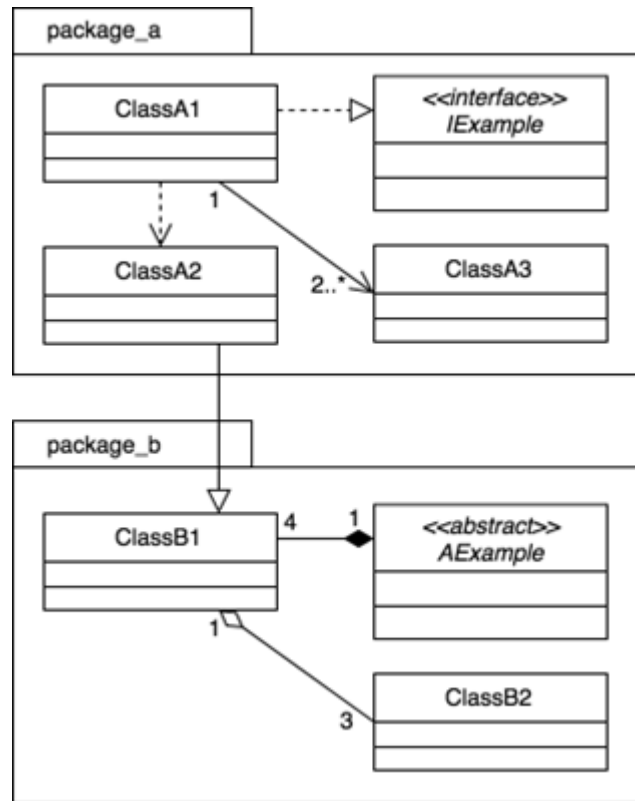 package_a
ClassA1
<<interface>>
IExample
1
ClassA2
2..*
ClassA3
package_b
ClassB1
4
1
<<abstract>>
AExample
1
3
ClassB2